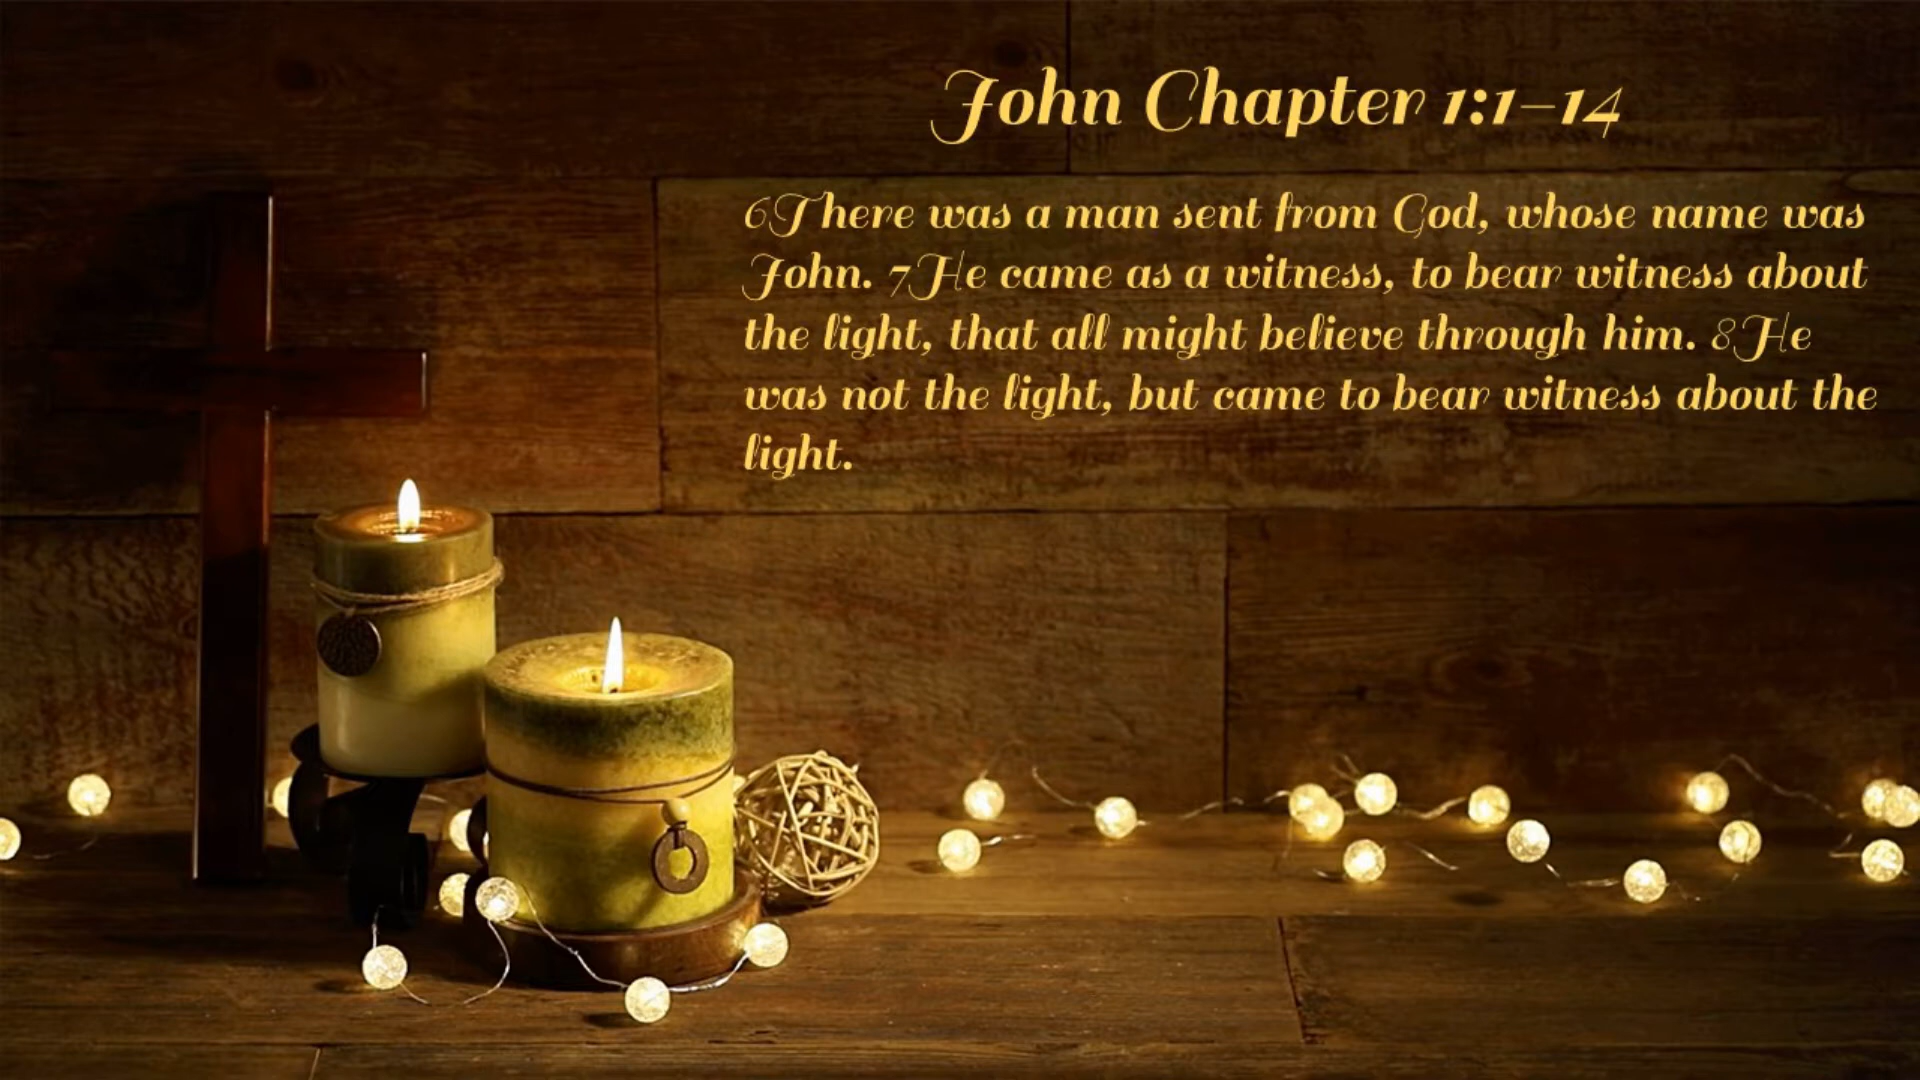 John Chapter 1:1–14
6There was a man sent from God, whose name was
John. 7He came as a witness, to bear witness about
the light, that all might believe through him. 8He
was not the light, but came to bear witness about the
light.